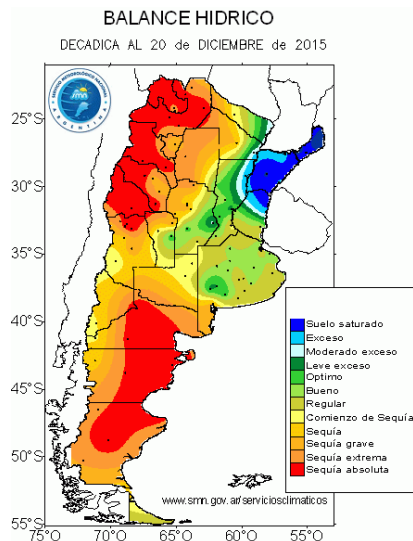 BALANCE HIDRICO
DECADICA AL 20 de DICIEMBRE de 2015
25°S
30°S
35°S
40°S
45°S
50°S
55°S
75°O
70°O
65°O
60°O
55°O
Suelo saturado
Exceso
Moderado exceso
Leve exceso
Optimo
Bueno
Regular
Comienzo de Sequía
Sequía
Sequía grave
Sequía extrema
Sequía absoluta
www.smn.gov.ar/serviciosclimaticos